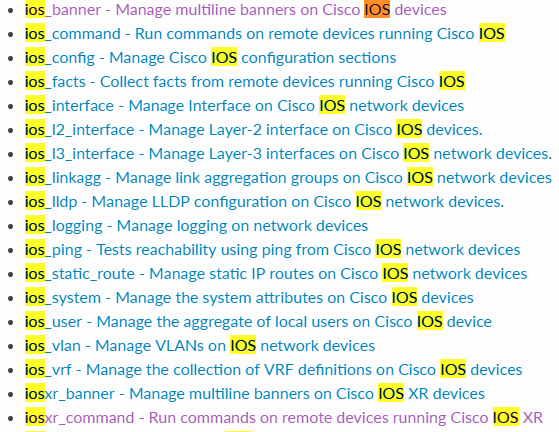 ios_banner - Manage multiline banners on Cisco IOS devices
ios_command - Run commands on remote devices running Cisco IOS
ios_config - Manage Cisco IOS configuration sections
ios_facts - Collect facts from remote devices running Cisco IOS
ios_interface - Manage Interface on Cisco IOS network devices
ios_l2_interface - Manage Layer-2 interface on Cisco IOS devices.
ios_l3_interface - Manage Layer-3 interfaces on Cisco IOS network devices.
ios_linkagg - Manage link aggregation groups on Cisco IOS network devices
ios_lldp - Manage LLDP configuration on Cisco IOS network devices.
ios_logging - Manage logging on network devices
ios_ping - Tests reachability using ping from Cisco IOS network devices
ios_static_route - Manage static IP routes on Cisco IOS network devices
ios_system - Manage the system attributes on Cisco IOS devices
ios_user - Manage the aggregate of local users on Cisco IOS device
ios_vlan - Manage VLANs on IOS network devices
ios_vrf - Manage the collection of VRF definitions on Cisco IOS devices
iosxr_banner - Manage multiline banners on Cisco IOS XR devices
iosxr_command - Run commands on remote devices running Cisco IOS XR